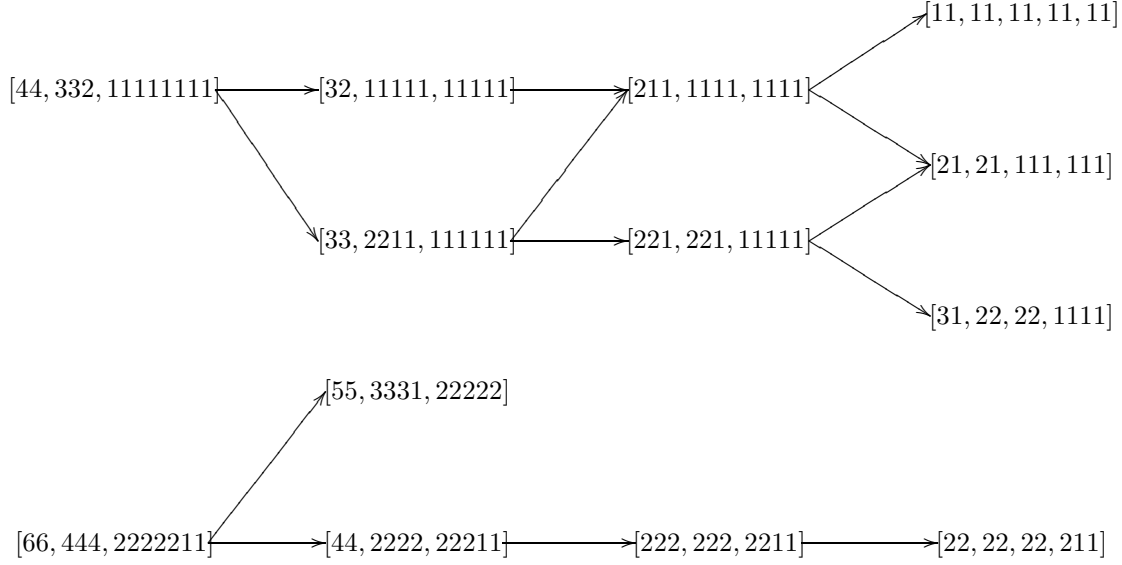 [11, 11, 11, 11, 11]
[44, 332, 11111111] [32, 11111, 11111] [211, 1111, 1111]
[21, 21, 111, 111]
[33, 2211, 111111] [221, 221, 11111]
[31, 22, 22, 1111]
[55, 3331, 22222]
[66, 444, 2222211] [44, 2222, 22211] [222, 222, 2211] [22, 22, 22, 211]